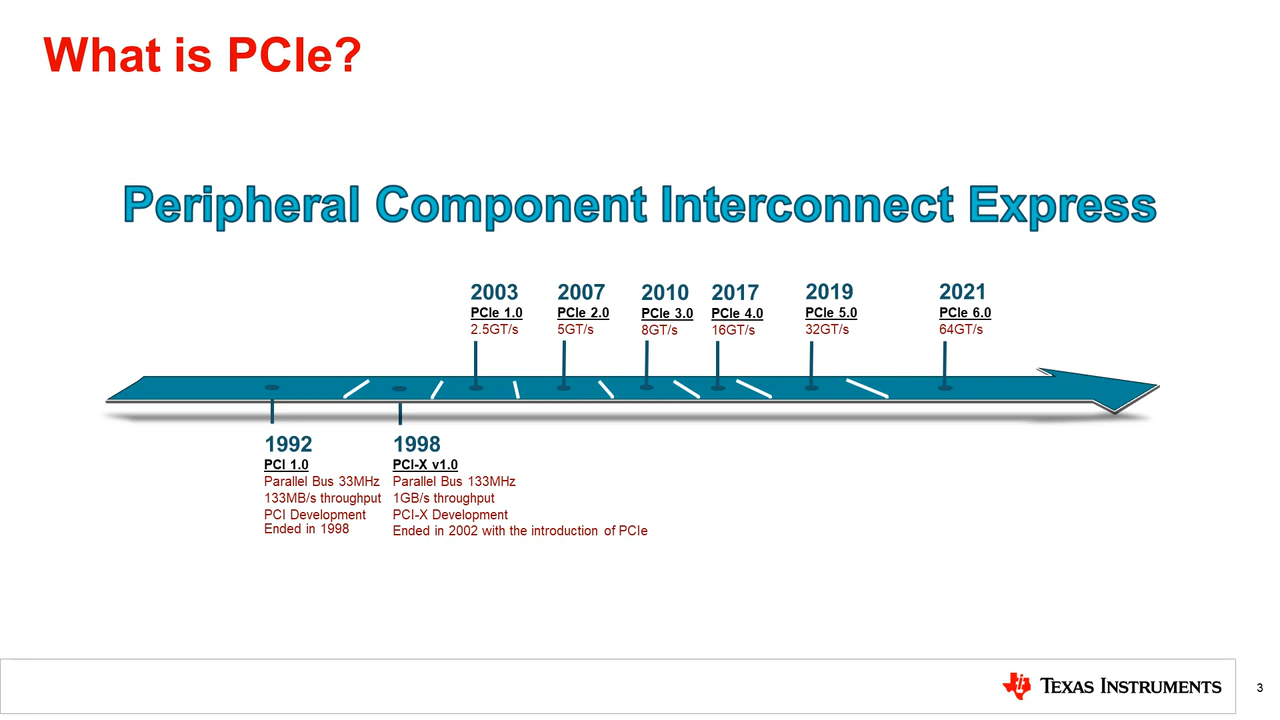 What is PCIe?
Peripheral Component Interconnect Express
2003
PCIe 1.0
2.5GT/s
2007
PCIe 2.0
5GT/s
2010
PCIe 3.0
8GT/s
2017
PCIe 4.0
16GT/s
2019
PCIe 5.0
32GT/s
2021
PCIe 6.0
64GT/s
1992
PCI 1.0
Parallel Bus 33MHz
133MB/s throughput
PCI Development
Ended in 1998
1998
PCI-X v1.0
Parallel Bus 133MHz
1GB/s throughput
PCI-X Development
Ended in 2002 with the introduction of PCIe
TEXAS INSTRUMENTS
3